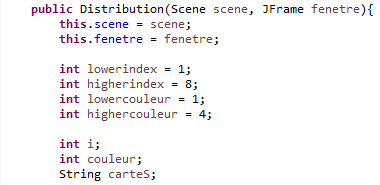 public Distribution(Scene scene, JFrame fenetre){
this.scene = scene;
this.fenetre = fenetre;
int lowerindex = 1;
int higherindex = 8;
int lowercouleur = 1;
int highercouleur = 4;
int i;
int couleur;
String carteS;